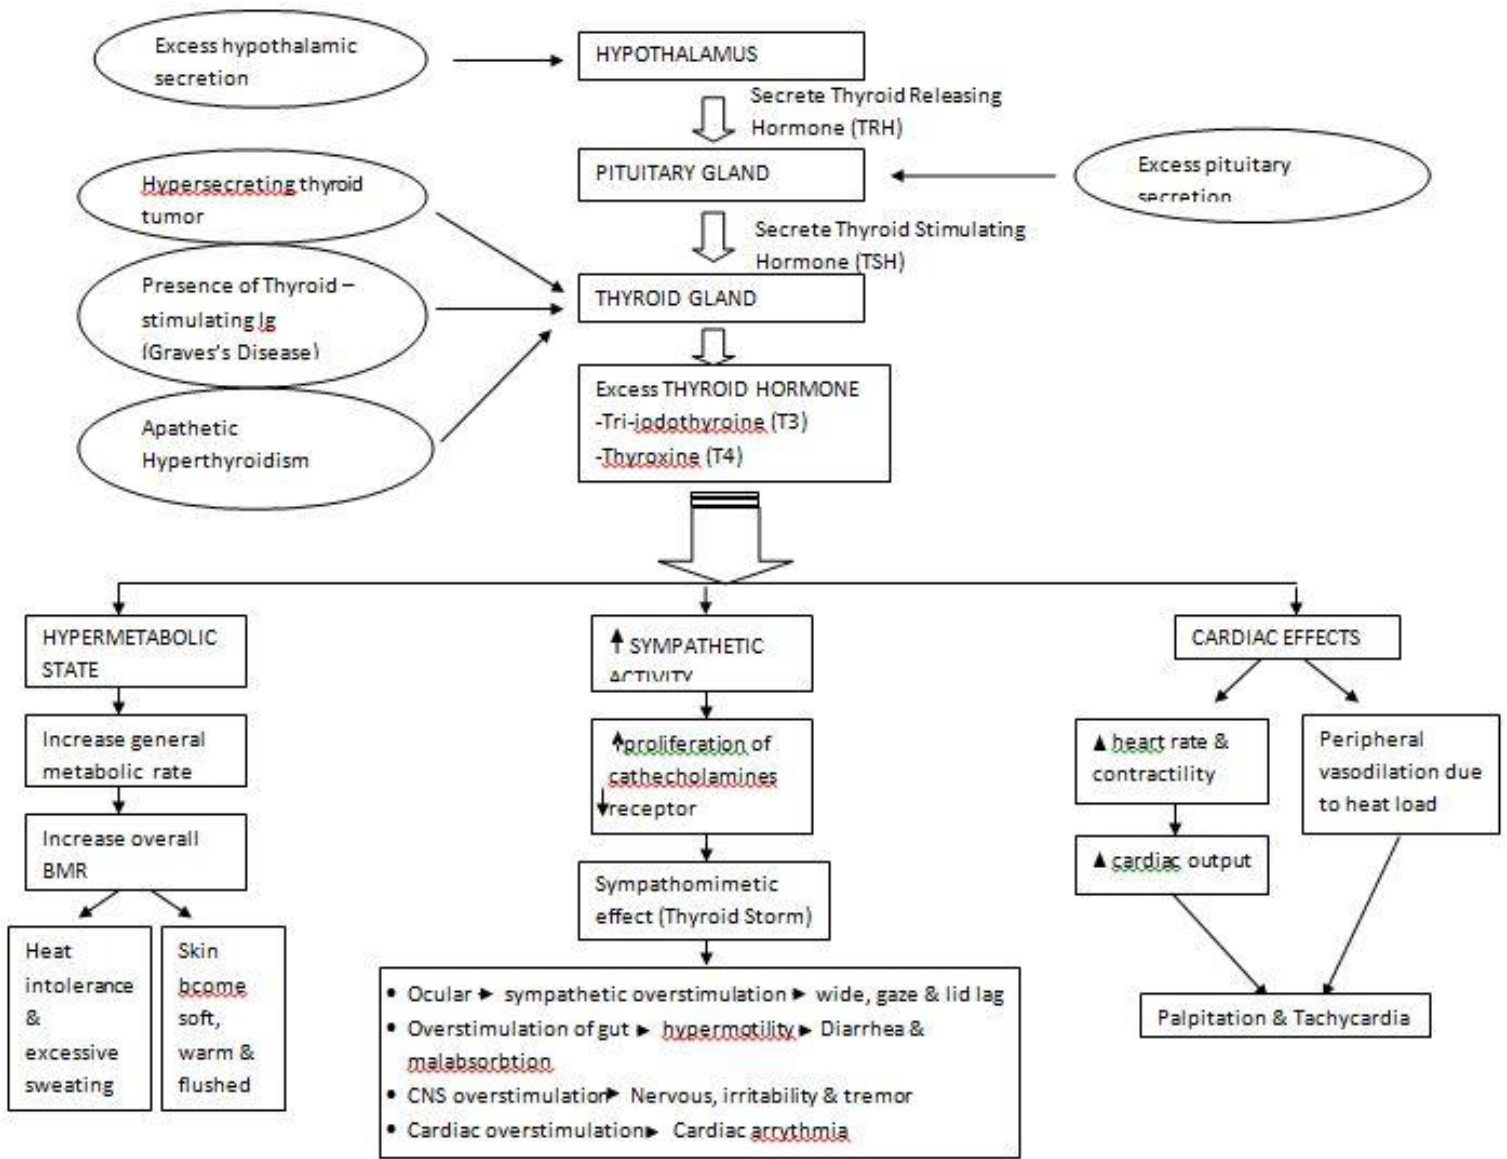 Excess hypothalamic
secretion
HYPOTHALAMUS
Secrete Thyroid Releasing
Hormone (TRH)
PITUITARY GLAND
Excess pituitary
secretion
Hypersecreting thyroid
tumor
Secrete Thyroid Stimulating
Hormone (TSH)
Presence of Thyroid –
stimulating Ig
(Graves's Disease)
THYROID GLAND
Apathetic
Hyperthyroidism
Excess THYROID HORMONE
-Tri-iodothyroine (T3)
-Thyroxine (T4)
HYPERMETABOLIC
STATE
Increase general
metabolic rate
Increase overall
BMR
Heat
intolerance
&
excessive
sweating
Skin
bcome
soft,
warm &
flushed
SYMPATHETIC
ACTIVITY
proliferation of
cathecholamines
receptor
Sympathomimetic
effect (Thyroid Storm)
• Ocular ► sympathetic overstimulation ► wide, gaze & lid lag
• Overstimulation of gut ► hypermotility ► Diarrhea &
malabsorbtion
• CNS overstimulation► Nervous, irritability & tremor
• Cardiac overstimulation► Cardiac arrythmia
CARDIAC EFFECTS
▲ heart rate &
contractility
▲ cardiac output
Peripheral
vasodilation due
to heat load
Palpitation & Tachycardia